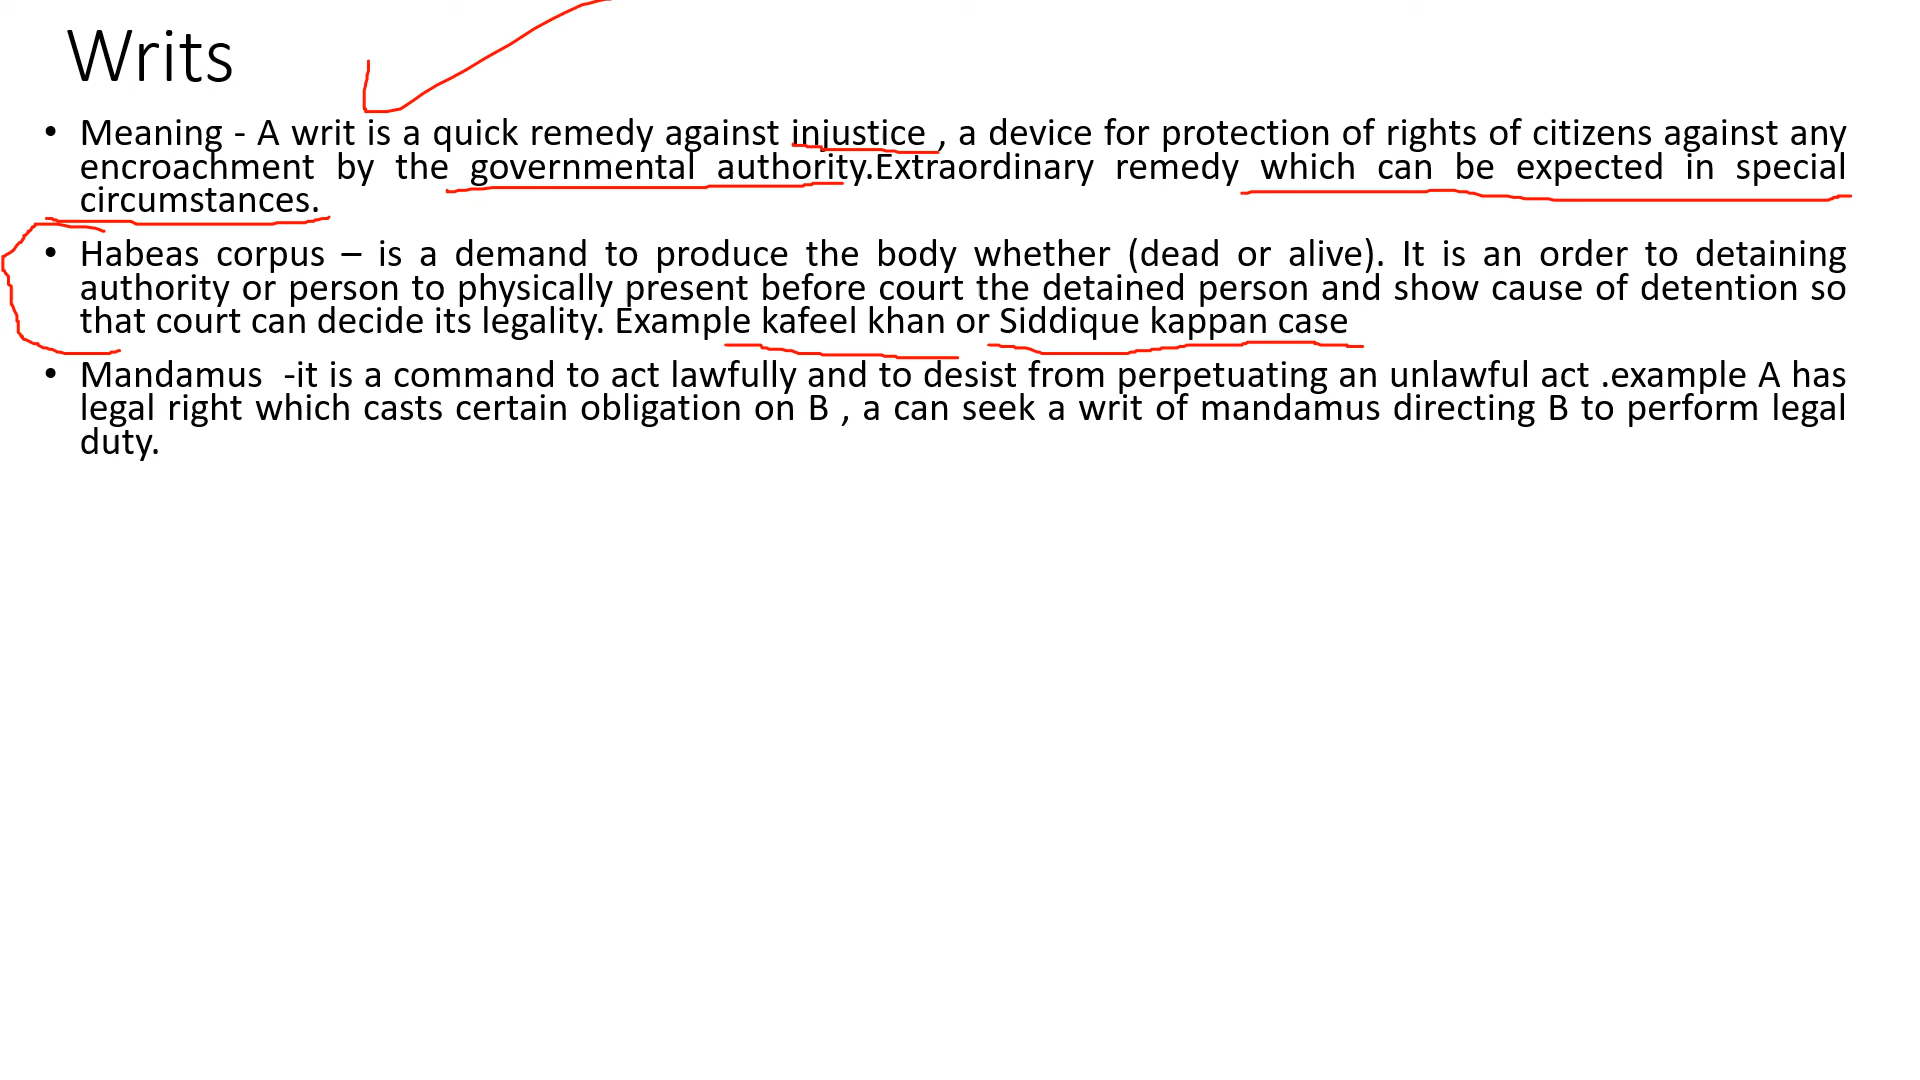 Writs
• Meaning - A writ is a quick remedy against injustice , a device for protection of rights of citizens against any
encroachment by the governmental authority.Extraordinary remedy which can be expected in special
circumstances.
• Habeas corpus – is a demand to produce the body whether (dead or alive). It is an order to detaining
authority or person to physically present before court the detained person and show cause of detention so
that court can decide its legality. Example kafeel khan or Siddique kappan case
• Mandamus  -it is a command to act lawfully and to desist from perpetuating an unlawful act .example A has
legal right which casts certain obligation on B , a can seek a writ of mandamus directing B to perform legal
duty.